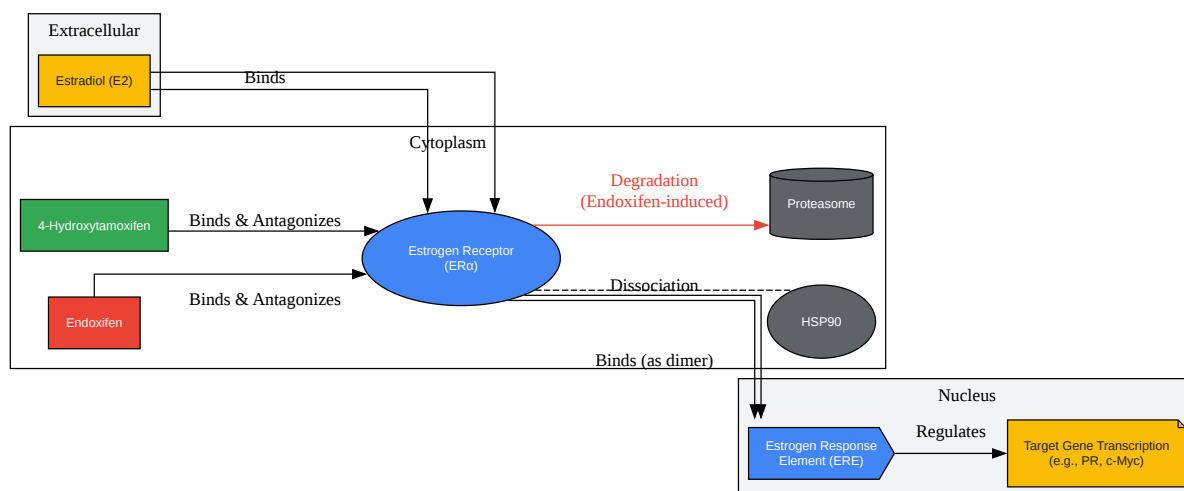 Extracellular
Estradiol (E2)
Binds
Cytoplasm
Degradation
(Endoxifen-induced)
Proteasome
4-Hydroxytamoxifen
Binds & Antagonizes
Estrogen Receptor
(ERα)
Binds & Antagonizes
Dissociation
Endoxifen
HSP90
Binds (as dimer)
Nucleus
Estrogen Response
Element (ERE)
Regulates
Target Gene Transcription
(e.g., PR, c-Myc)